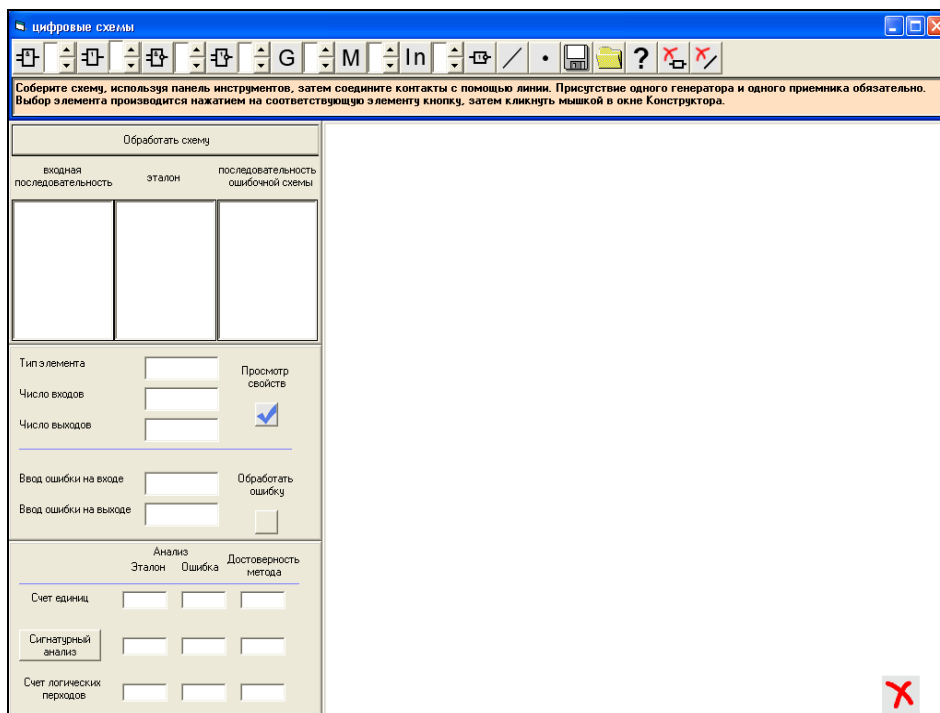 цифровые схемы
G M In ?
Соберите схему, используя панель инструментов, затем соедините контакты с помощью линии. Присутствие одного генератора и одного приемника обязательно.
Выбор элемента производится нажатием на соответствующую элементу кнопку, затем кликнуть мышкой в окне Конструктора.
Обработать схему
входная
последовательность
эталон
последовательность
ошибочной схемы
Тип элемента
Просмотр
свойств
Число входов
Число выходов
Ввод ошибки на входе
Обработать
ошибку
Ввод ошибки на выходе
Анализ
Эталон Ошибка
Достоверность
метода
Счет единиц
Сигнатурный
анализ
Счет логических
перходов